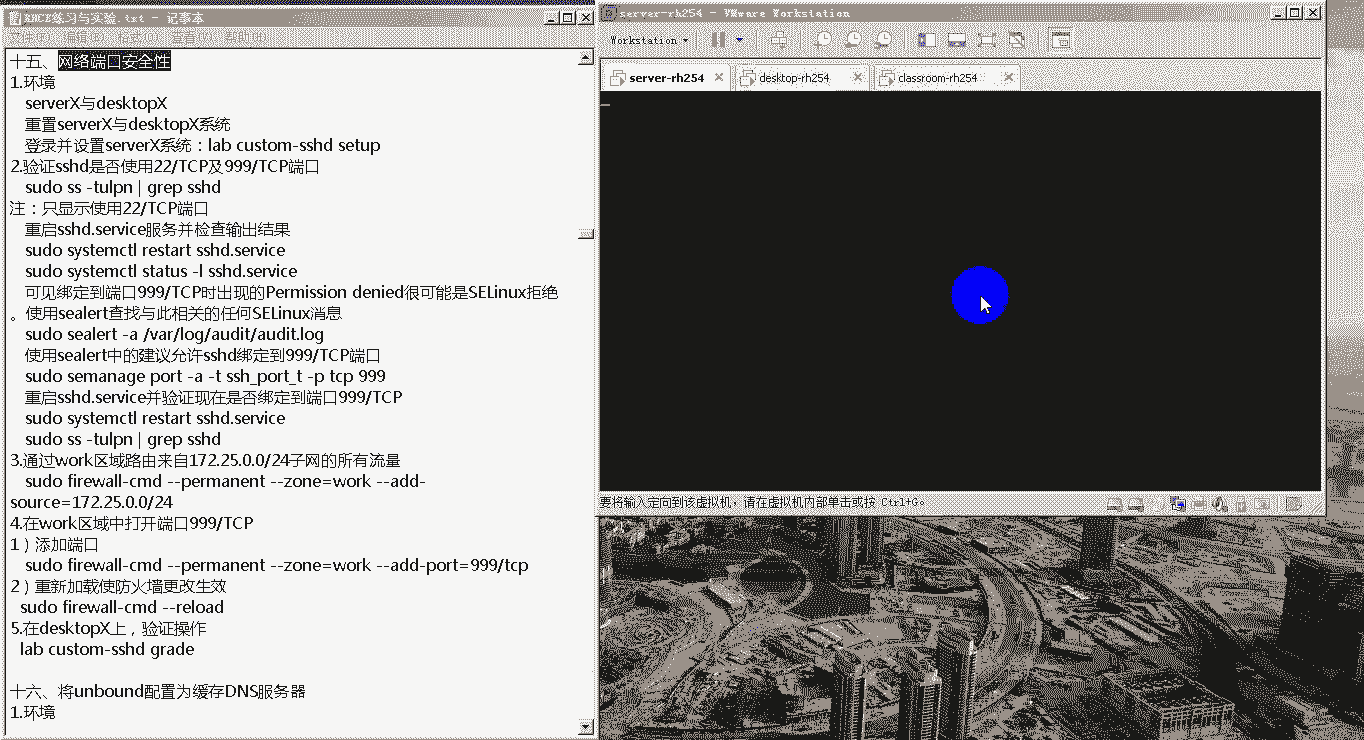 RHCE练习与实验.txt - 记事本
文件(F) 编辑(E) 格式(O) 查看(V) 帮助(H)
十五、网络端口安全性
1.环境
serverX与desktopX
重置serverX与desktopX系统
登录并设置serverX系统：lab custom-sshd setup
2.验证sshd是否使用22/TCP及999/TCP端口
sudo ss -tulpn | grep sshd
注：只显示使用22/TCP端口
重启sshd.service服务并检查输出结果
sudo systemctl restart sshd.service
sudo systemctl status -l sshd.service
可见绑定到端口999/TCP时出现的Permission denied很可能是SELinux拒绝
。使用sealert查找与此相关的任何SELinux消息
sudo sealert -a /var/log/audit/audit.log
使用sealert中的建议允许sshd绑定到999/TCP端口
sudo semanage port -a -t ssh_port_t -p tcp 999
重启sshd.service并验证现在是否绑定到端口999/TCP
sudo systemctl restart sshd.service
sudo ss -tulpn | grep sshd
3.通过work区域路由来自172.25.0.0/24子网的所有流量
sudo firewall-cmd --permanent --zone=work --add-
source=172.25.0.0/24
4.在work区域中打开端口999/TCP
1）添加端口
sudo firewall-cmd --permanent --zone=work --add-port=999/tcp
2）重新加载使防火墙更改生效
sudo firewall-cmd --reload
5.在desktopX上，验证操作
lab custom-sshd grade
十六、将unbound配置为缓存DNS服务器
1.环境
server-rh254 - VMware Workstation
Workstation
server-rh254
desktop-rh254
classroom-rh254
要将输入定向到该虚拟机，请在虚拟机内部单击或按 Ctrl+G。